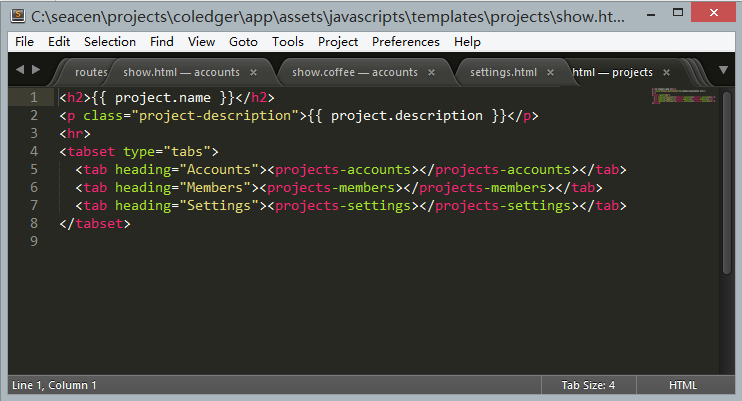 C:\seacen\projects\coledger\app\assets\javascripts\templates\projects\show.ht...
File Edit Selection Find View Goto Tools Project Preferences Help
routes show.html — accounts × show.coffee — accounts × settings.html × html — projects ×
1 <h2>{{ project.name }}</h2>
2 <p class="project-description">{{ project.description }}</p>
3 <hr>
4 <tabset type="tabs">
5 <tab heading="Accounts"><projects-accounts></projects-accounts></tab>
6 <tab heading="Members"><projects-members></projects-members></tab>
7 <tab heading="Settings"><projects-settings></projects-settings></tab>
8 </tabset>
9
Line 1, Column 1 Tab Size: 4 HTML